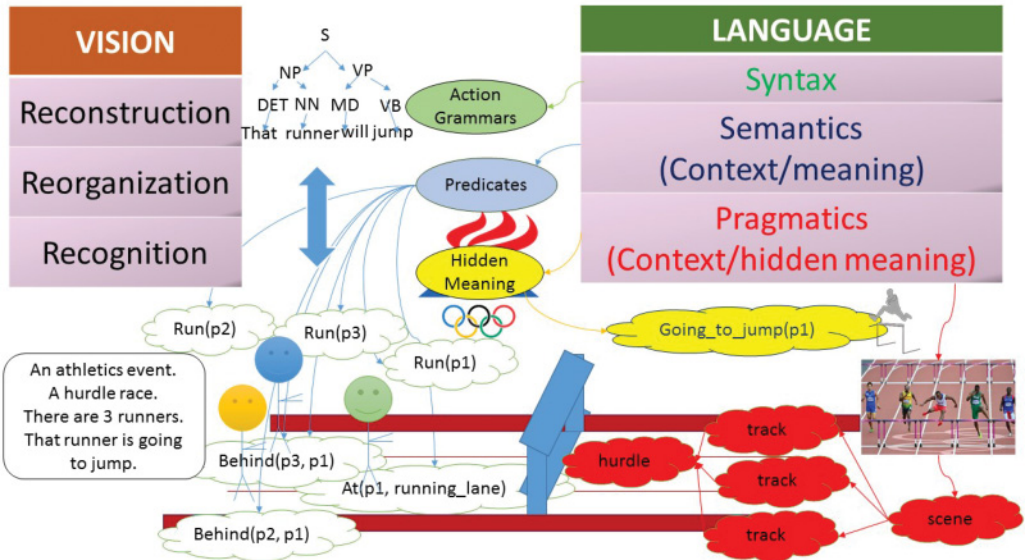 VISION
Reconstruction
Reorganization
Recognition
S
NP VP
DET NN MD VB
That runner will jump
Action
Grammars
Predicates
Hidden
Meaning
LANGUAGE
Syntax
Semantics
(Context/meaning)
Pragmatics
(Context/hidden meaning)
Run(p2)
Run(p3)
Run(p1)
Going_to_jump(p1)
An athletics event.
A hurdle race.
There are 3 runners.
That runner is going
to jump.
Behind(p3, p1)
At(p1, running_lane)
Behind(p2, p1)
hurdle
track
track
track
scene